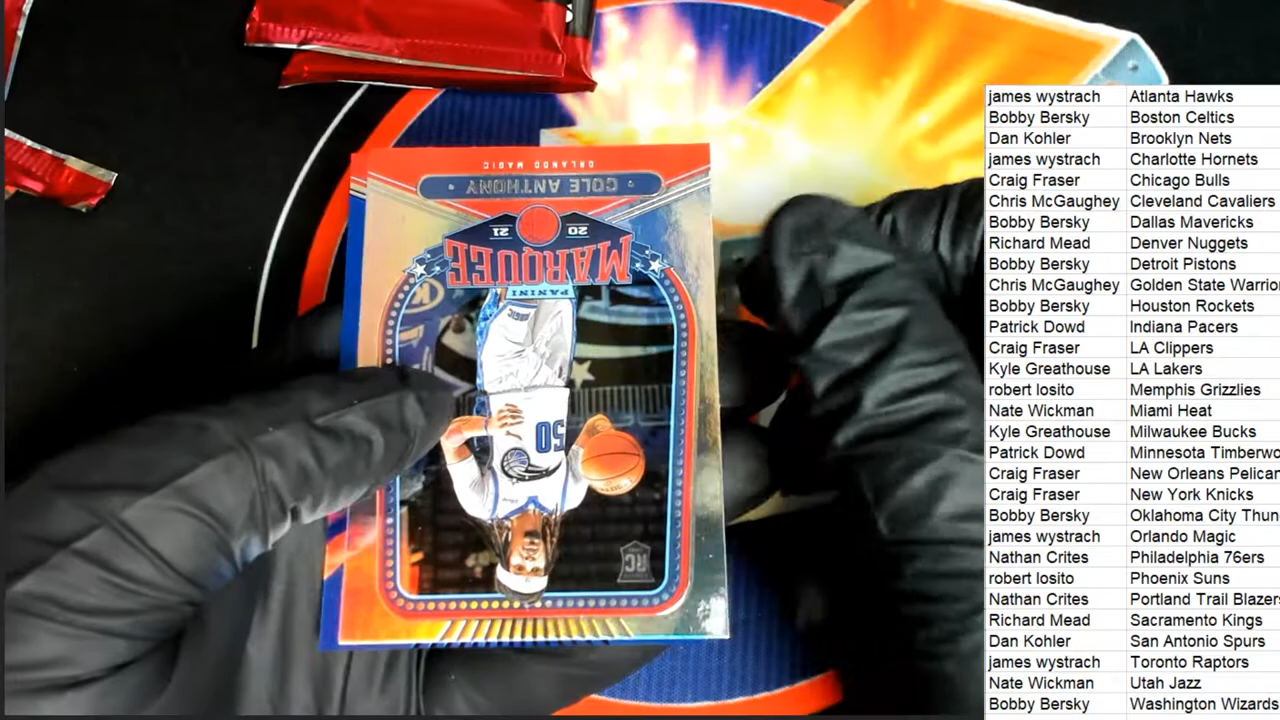 ORLANDO MAGIC
COLE ANTHONY
20 21
MARQUEE
PANINI
MAGIC
50
RC
james wystrach Atlanta Hawks
Bobby Bersky Boston Celtics
Dan Kohler Brooklyn Nets
james wystrach Charlotte Hornets
Craig Fraser Chicago Bulls
Chris McGaughey Cleveland Cavaliers
Bobby Bersky Dallas Mavericks
Richard Mead Denver Nuggets
Bobby Bersky Detroit Pistons
Chris McGaughey Golden State Warrior
Bobby Bersky Houston Rockets
Patrick Dowd Indiana Pacers
Craig Fraser LA Clippers
Kyle Greathouse LA Lakers
robert losito Memphis Grizzlies
Nate Wickman Miami Heat
Kyle Greathouse Milwaukee Bucks
Patrick Dowd Minnesota Timberwo
Craig Fraser New Orleans Pelican
Craig Fraser New York Knicks
Bobby Bersky Oklahoma City Thun
james wystrach Orlando Magic
Nathan Crites Philadelphia 76ers
robert losito Phoenix Suns
Nathan Crites Portland Trail Blazers
Richard Mead Sacramento Kings
Dan Kohler San Antonio Spurs
james wystrach Toronto Raptors
Nate Wickman Utah Jazz
Bobby Bersky Washington Wizards